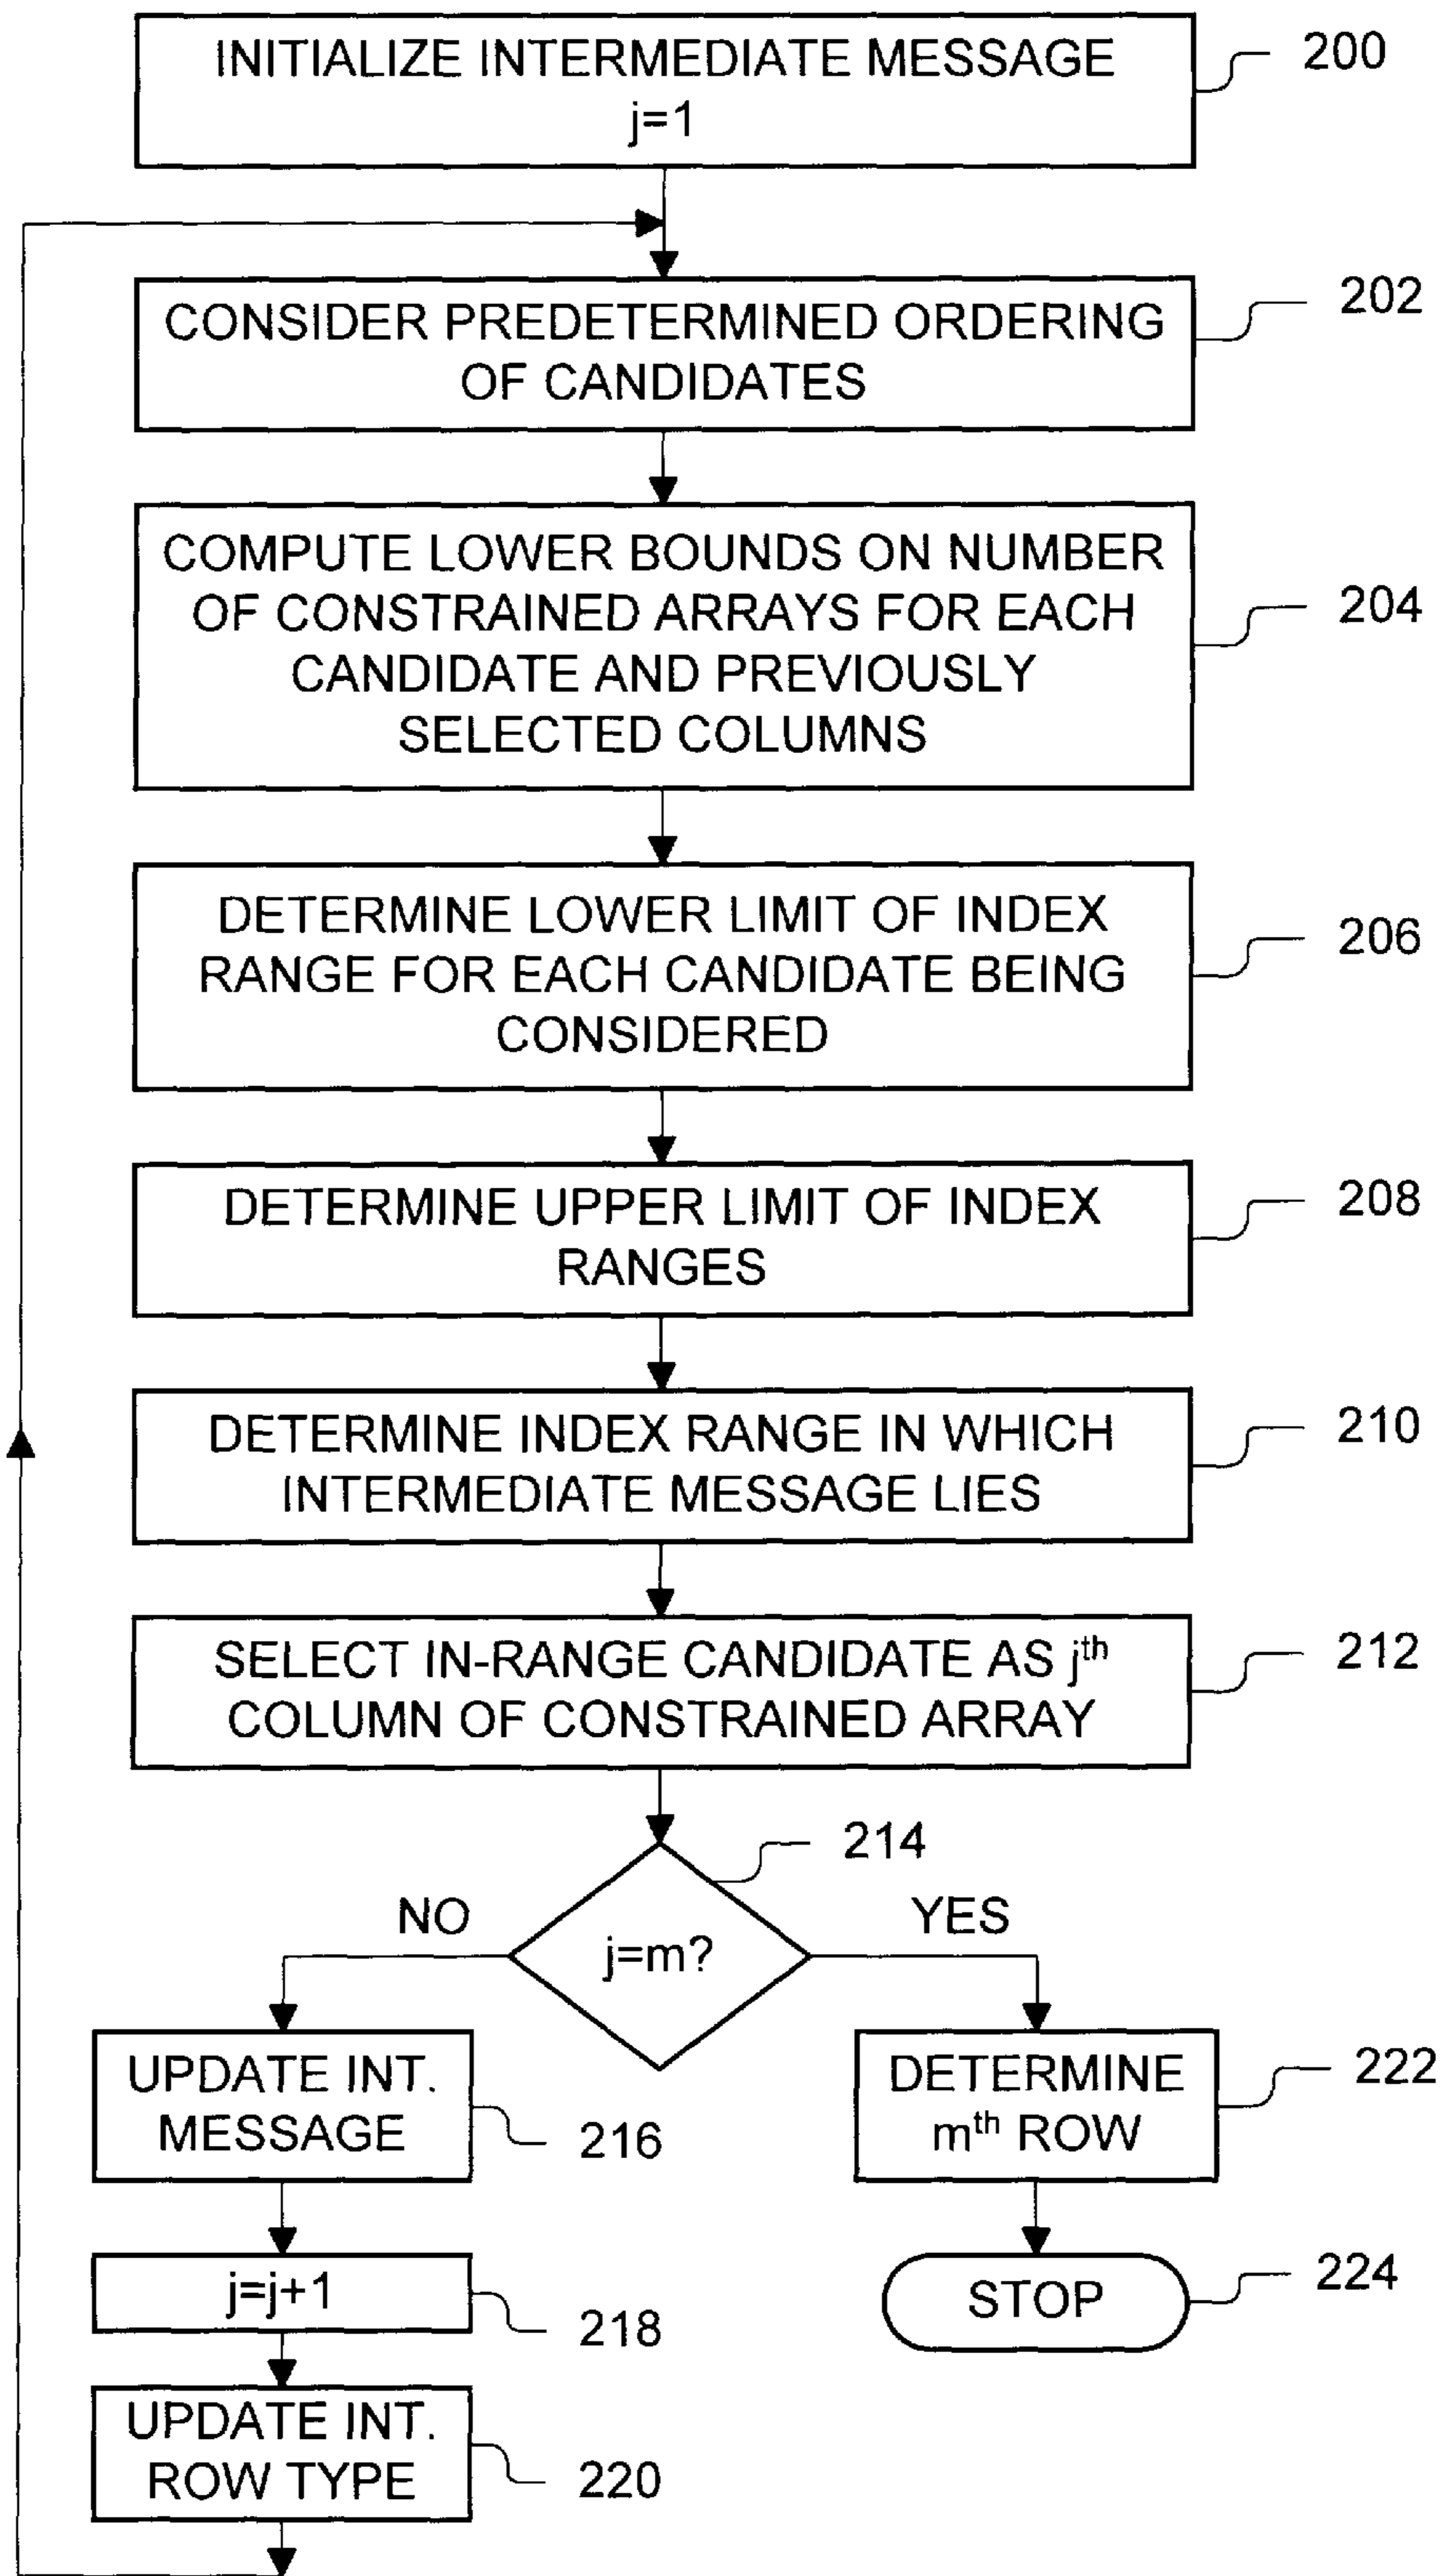 INITIALIZE INTERMEDIATE MESSAGE
j=1
200
CONSIDER PREDETERMINED ORDERING
OF CANDIDATES
202
COMPUTE LOWER BOUNDS ON NUMBER
OF CONSTRAINED ARRAYS FOR EACH
CANDIDATE AND PREVIOUSLY
SELECTED COLUMNS
204
DETERMINE LOWER LIMIT OF INDEX
RANGE FOR EACH CANDIDATE BEING
CONSIDERED
206
DETERMINE UPPER LIMIT OF INDEX
RANGES
208
DETERMINE INDEX RANGE IN WHICH
INTERMEDIATE MESSAGE LIES
210
SELECT IN-RANGE CANDIDATE AS jth
COLUMN OF CONSTRAINED ARRAY
212
214
NO
YES
j=m?
UPDATE INT.
MESSAGE
216
DETERMINE
mth ROW
222
j=j+1
218
STOP
224
UPDATE INT.
ROW TYPE
220